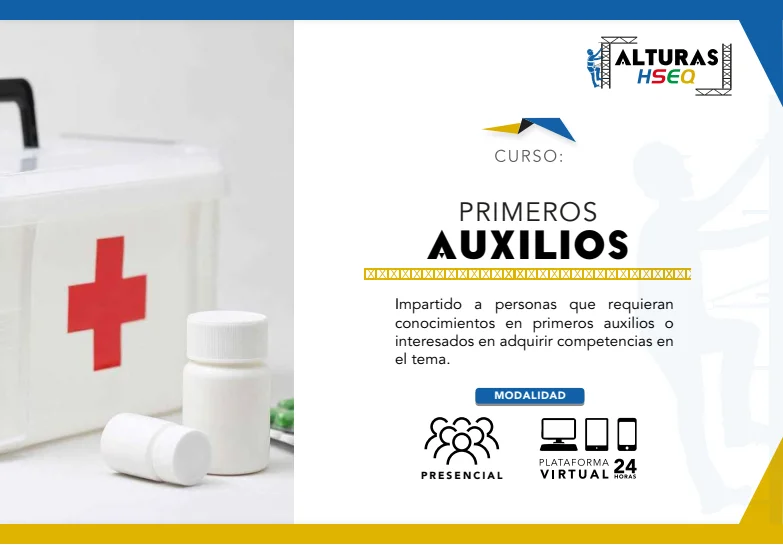 ALTURAS
HSEQ
CURSO:
PRIMEROS
AUXILIOS
Impartido a personas que requieran
conocimientos en primeros auxilios o
interesados en adquirir competencias en
el tema.
MODALIDAD
PRESENCIAL
PLATAFORMA
VIRTUAL
24
HORAS